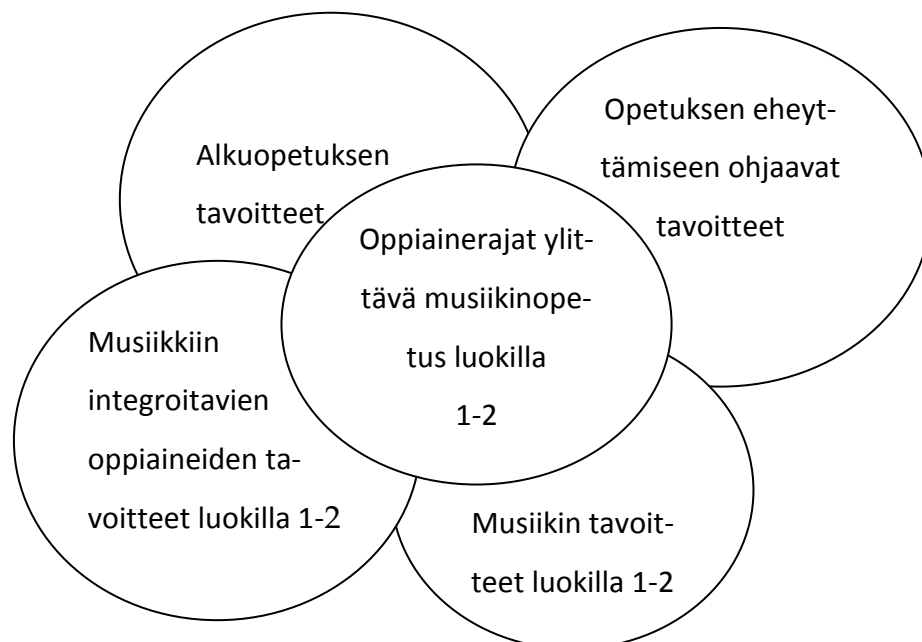 Alkuopetuksen
tavoitteet
Opetuksen eheyt-
tämiseen ohjaavat
tavoitteet
Oppiainerajat ylit-
tävä musiikinope-
tus luokilla
1-2
Musiikkiin
integroitavien
oppiaineiden ta-
voitteet luokilla 1-2
Musiikin tavoit-
teet luokilla 1-2